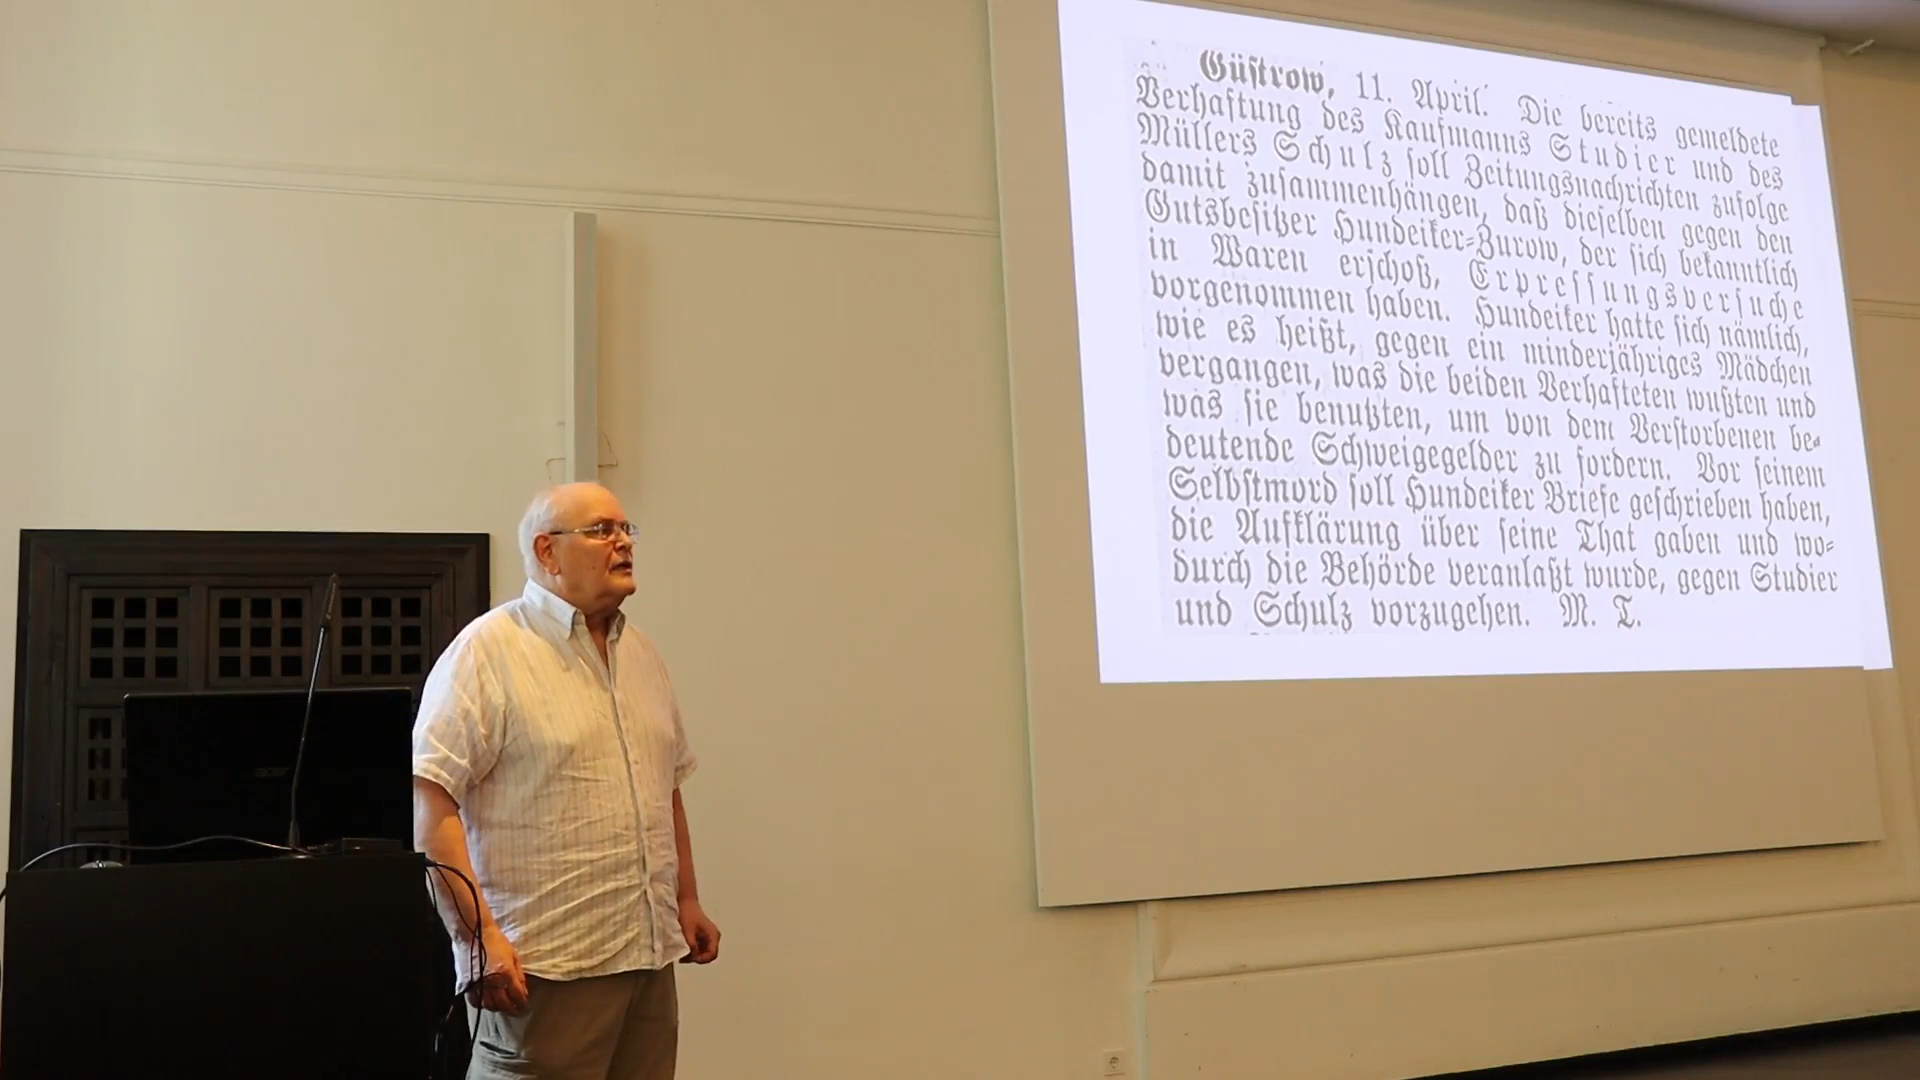 Güstrow, 11. April. Die bereits gemeldete
Verhaftung des Kaufmanns Studier und des
Müllers Schulz soll Zeitungsnachrichten zufolge
damit zusammenhängen, daß dieselben gegen den
Gutsbesitzer Hundeiker-Zurow, der sich bekanntlich
in Waren erschoß, Erpressungsversuche
vorgenommen haben. Hundeiker hatte sich nämlich,
wie es heißt, gegen ein minderjähriges Mädchen
vergangen, was die beiden Verhafteten wußten und
was sie benutzten, um von dem Verstorbenen be-
deutende Schweigegelder zu fordern. Vor seinem
Selbstmord soll Hundeiker Briefe geschrieben haben,
die Aufklärung über seine That gaben und wo-
durch die Behörde veranlaßt wurde, gegen Studier
und Schulz vorzugehen. M. T.
acer